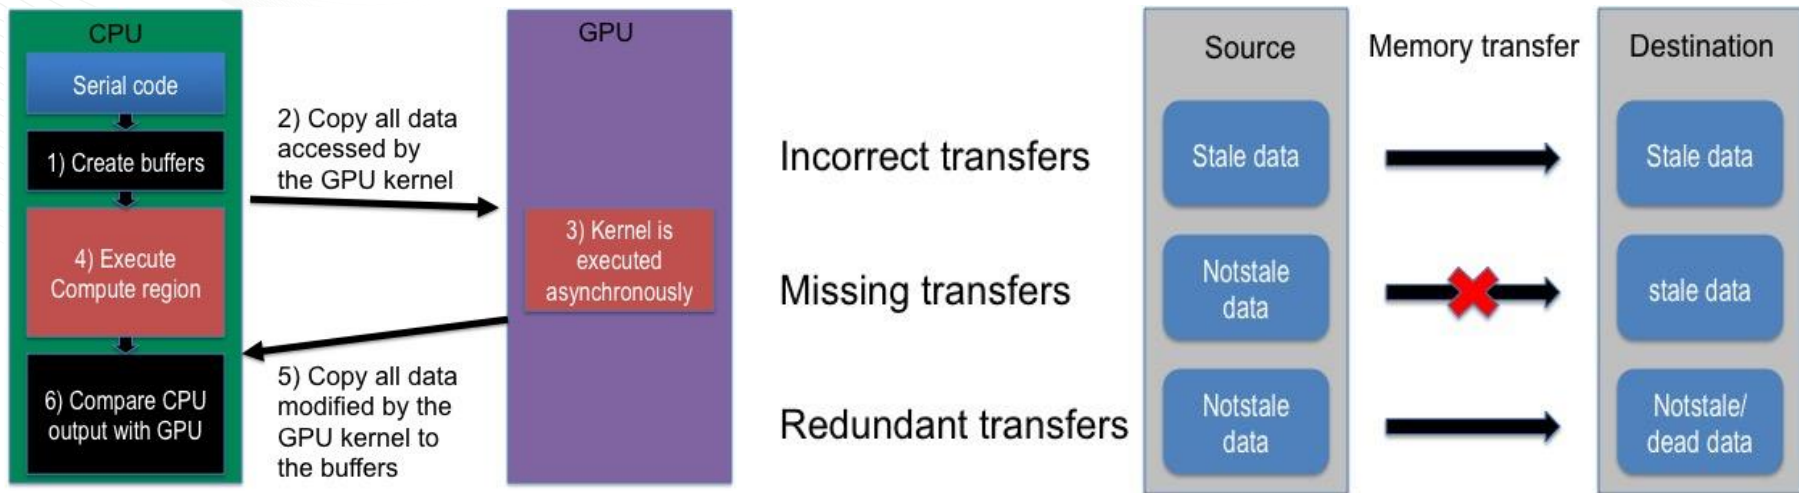 CPU
Serial code
1) Create buffers
4) Execute
Compute region
6) Compare CPU
output with GPU
2) Copy all data
accessed by
the GPU kernel
5) Copy all data
modified by the
GPU kernel to
the buffers
GPU
3) Kernel is
executed
asynchronously
Source
Memory transfer
Destination
Incorrect transfers
Stale data
Stale data
Missing transfers
Notstale
data
stale data
Redundant transfers
Notstale
data
Notstale/
dead data